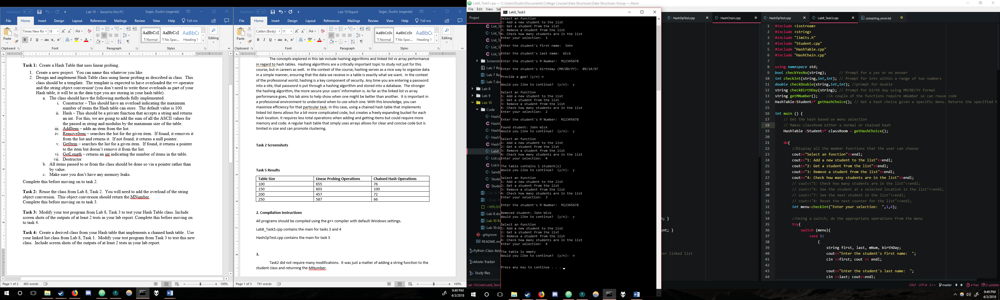 AutoSave Off
Lab 10 - Saved to this PC
Seger, Dustin (segerde)
File Home Insert Design Layout References Mailings Review View Help Tell me
Times New Ro 18
Paste
AaBbCcI AaBbCcI AaBbCc
¶ Normal ¶ No Spac... Heading 1
Editing
Clipboard Font Paragraph Styles
Task 1: Create a Hash Table that uses linear probing.
1. Create a new project. You can name this whatever you like.
2. Design and implement Hash Table class using linear probing as described in class. This
class should be a template. The template is expected to have overloaded the == operator
and the string object conversion (you don't need to write these overloads as part of your
Hash table, it will be in the data type you are storing in your hash table).
a. The class should have the following methods fully implemented.
i. Constructor – This should have an overload indicating the maximum
number of items the Hash table can store. The default value is 100.
ii. Hash – This should be a private function that accepts a string and returns
an int. For this, we are going to add the sum of all the ASCII values for
the passed in string and modulus by the maximum size of the table.
iii. AddItem – adds an item from the list.
iv. RemoveItem – searches the list for the given item. If found, it removes it
from the list and returns it. If not found, it returns a null pointer.
v. GetItem – searches the list for a given item. If found, it returns a pointer
to the item but doesn't remove it from the list.
vi. GetLength – returns an int indicating the number of items in the table.
vii. Destructor
b. All items passed to or from the class should be done so via a pointer rather than
by value.
c. Make sure you don't have any memory leaks.
Complete this before moving on to task 2.
Task 2: Reuse the class from Lab 8, Task 2. You will need to add the overload of the string
object conversion. This object conversion should return the MNumber.
Complete this before moving on to task 3.
Task 3: Modify your test program from Lab 8, Task 3 to test your Hash Table class. Include
screen shots of the outputs of at least 2 tests in your lab report. Complete this before moving on
to task 4.
Task 4: Create a derived class from your Hash table that implements a chained hash table. Use
your linked list class from Lab 8, Task 1. Modify your test program from Task 3 to test this new
class. Include screen shots of the outputs of at least 2 tests in your lab report.
Page 1 of 2 865 words 100%
9:49 PM
4/3/2018
AutoSave Off
Lab 10 Report
Seger, Dustin (segerde)
File Home Insert Design Layout References Mailings Review View Help Tell me
Calibri (Body) 11
Paste
AaBbCcDc AaBbCcDc AaBbCc
¶ Normal ¶ No Spac... Heading 1
Editing
Clipboard Font Paragraph Styles
The concepts explored in this lab include hashing algorithms and linked list vs array performance
in regard to hash tables. Hashing algorithms are a critically important topic to study not just for this
course, but in careers as well. In the context of the course, hashing serves as a nice way to organize data
in a simple manner, ensuring that the data we receive in a table is exactly what we want. In the context
of the professional world, hashing is a key component of security. Any time you are entering a password
into a site, that password is put through a hashing algorithm and stored into a database. The stronger
the hashing algorithm, the more secure your users' information is. As far as the linked list vs array
performance goes, this lab aims to help show when one might be better than another. It is important in
a professional environment to understand when to use which one. With this knowledge, you can
maximize efficiency for that particular task. In this case, using a chained hash table that implements
linked list items allows for a bit more complicated code, but creates a freely expanding bucket for each
hash location. It requires less total operations when adding and getting items but could require more
memory and code. A regular hash table that simply uses arrays allows for clear and concise code but is
limited in size and can promote clustering.
Task 2 Screenshots
Task 5 Results
Table Size Linear Probing Operations Chained Hash Operations
100 655 76
150 603 100
200 457 72
250 587 66
2. Compilation Instructions
All programs should be compiled using the g++ compiler with default Windows settings.
Lab8_Task3.cpp contains the main for tasks 3 and 4
HashOpTest.cpp contains the main for task 5
3.
Task2 did not require many modifications. It was just a matter of adding a string function to the
student class and returning the MNumber.
Page 1 of 3 791 words 100%
Lab8_Task3.cpp — C:\Users\Dustin\Documents\College Courses\Data Structures\Data-Structures-Group — Atom
File Edit View Se
Project
List_Ta
List_Ta
List_Ta
List_Ta
List_Ta
Screensh
Lab 7 Re
Lab 7 Re
Lab 7.do
Lab 8
Lab 9
Lab 10
Code
HashC
HashC
HashC
HashT
HashT
Lab8_
List.cp
List.h
Sandb
Stude
Stude
~$b 10 R
~$Lab 10
~WRL000
Lab 8.do
Lab 10 Re
Lab 10.do
.gitignore
README.md
Python-Class-Assi
Movie-Tracker
Study files
Lab 10\Code\Lab8_Task3
Lab8_Task3
Select an function
1: Add a new student to the list
2: Get a student from the list
3: Remove a student from the list
4: Check how many students are in the list
Enter your selection: 1
Enter the student's first name: John
Enter the student's last name: Wick
Enter the student's M Number: M12345678
Enter the student's birthday (MM/DD/YY): 09/14/97
Provide a gpa? (y/n) n
Would you like to continue? (y/n): y
Select an function
1: Add a new student to the list
2: Get a student from the list
3: Remove a student from the list
4: Check how many students are in the list
Enter your selection: 2
Enter the student's M Number: M12345678
Found student: John Wick
Would you like to continue? (y/n): y
Select an function
1: Add a new student to the list
2: Get a student from the list
3: Remove a student from the list
4: Check how many students are in the list
Enter your selection: 4
The table contains 1 student(s)
Would you like to continue? (y/n): y
Select an function
1: Add a new student to the list
2: Get a student from the list
3: Remove a student from the list
4: Check how many students are in the list
Enter your selection: 3
Enter the student's M Number: M12345678
Removed student: John Wick
Would you like to continue? (y/n): y
Select an function
1: Add a new student to the list
2: Get a student from the list
3: Remove a student from the list
4: Check how many students are in the list
Enter your selection: 4
The table is empty
Would you like to continue? (y/n): n
Press any key to continue . . .
HashOpTest.cpp HashChain.cpp HashOpTest.cpp Lab8_Task3.cpp compiling_error.txt
n; }
unt; }
per linked list
1 #include <iostream>
2 #include <string>
3 #include "limits.h"
4 #include "Student.cpp"
5 #include "HashTable.cpp"
6 #include "HashChain.cpp"
7
8 using namespace std;
9 bool checkYesNo(string); // Prompt for a yes or no answer
10 int checkInt(string,int,int); // Prompt for ints within a range of two numbers
11 double checkDouble(string,int,int); //prompt for double
12 string checkBirthDay(string); // Prompt for birth day using MM/DD/YY format
13 string getMNumber(); //A couple of the functions require mNumber so can reuse code
14 HashTable<Student>* getHashChoice(); // Get a hash choice given a specific menu. Returns the specified h
15
16 int main () {
17 // Get the hash based on menu selection
18 // Makes classRoom either a normal or chained hash
19 HashTable <Student>* classRoom = getHashChoice();
20
21 do{
22 //Display all the member functions that the user can choose
23 cout<<"Select an function"<<endl;
24 cout<<"1: Add a new student to the list"<<endl;
25 cout<<"2: Get a student from the list"<<endl;
26 cout<<"3: Remove a student from the list"<<endl;
27 cout<<"4: Check how many students are in the list"<<endl;
28 // cout<<"5: Check how many students are in the list"<<endl;
29 // cout<<"6: See the student at a selected location in the list"<<endl;
30 // cout<<"7: See the next student in the list"<<endl;
31 // cout<<"8: Reset the next counter for the list"<<endl;
32 int menu=checkInt("Enter your selection: ",1,4);
33
34 //Using a switch, do the appropriate operations from the menu
35 try{
36 switch (menu){
37 case 1:
38 {
39 string first, last, mNum, birthDay;
40 cout<<"Enter the student's first name: ";
41 cin >>first; cout << endl;
42
43 cout<<"Enter the student's last name: ";
44 cin >>last; cout<<endl;
CRLF UTF-8 C++ master 4 files 2 updates
9:49 PM
4/3/2018